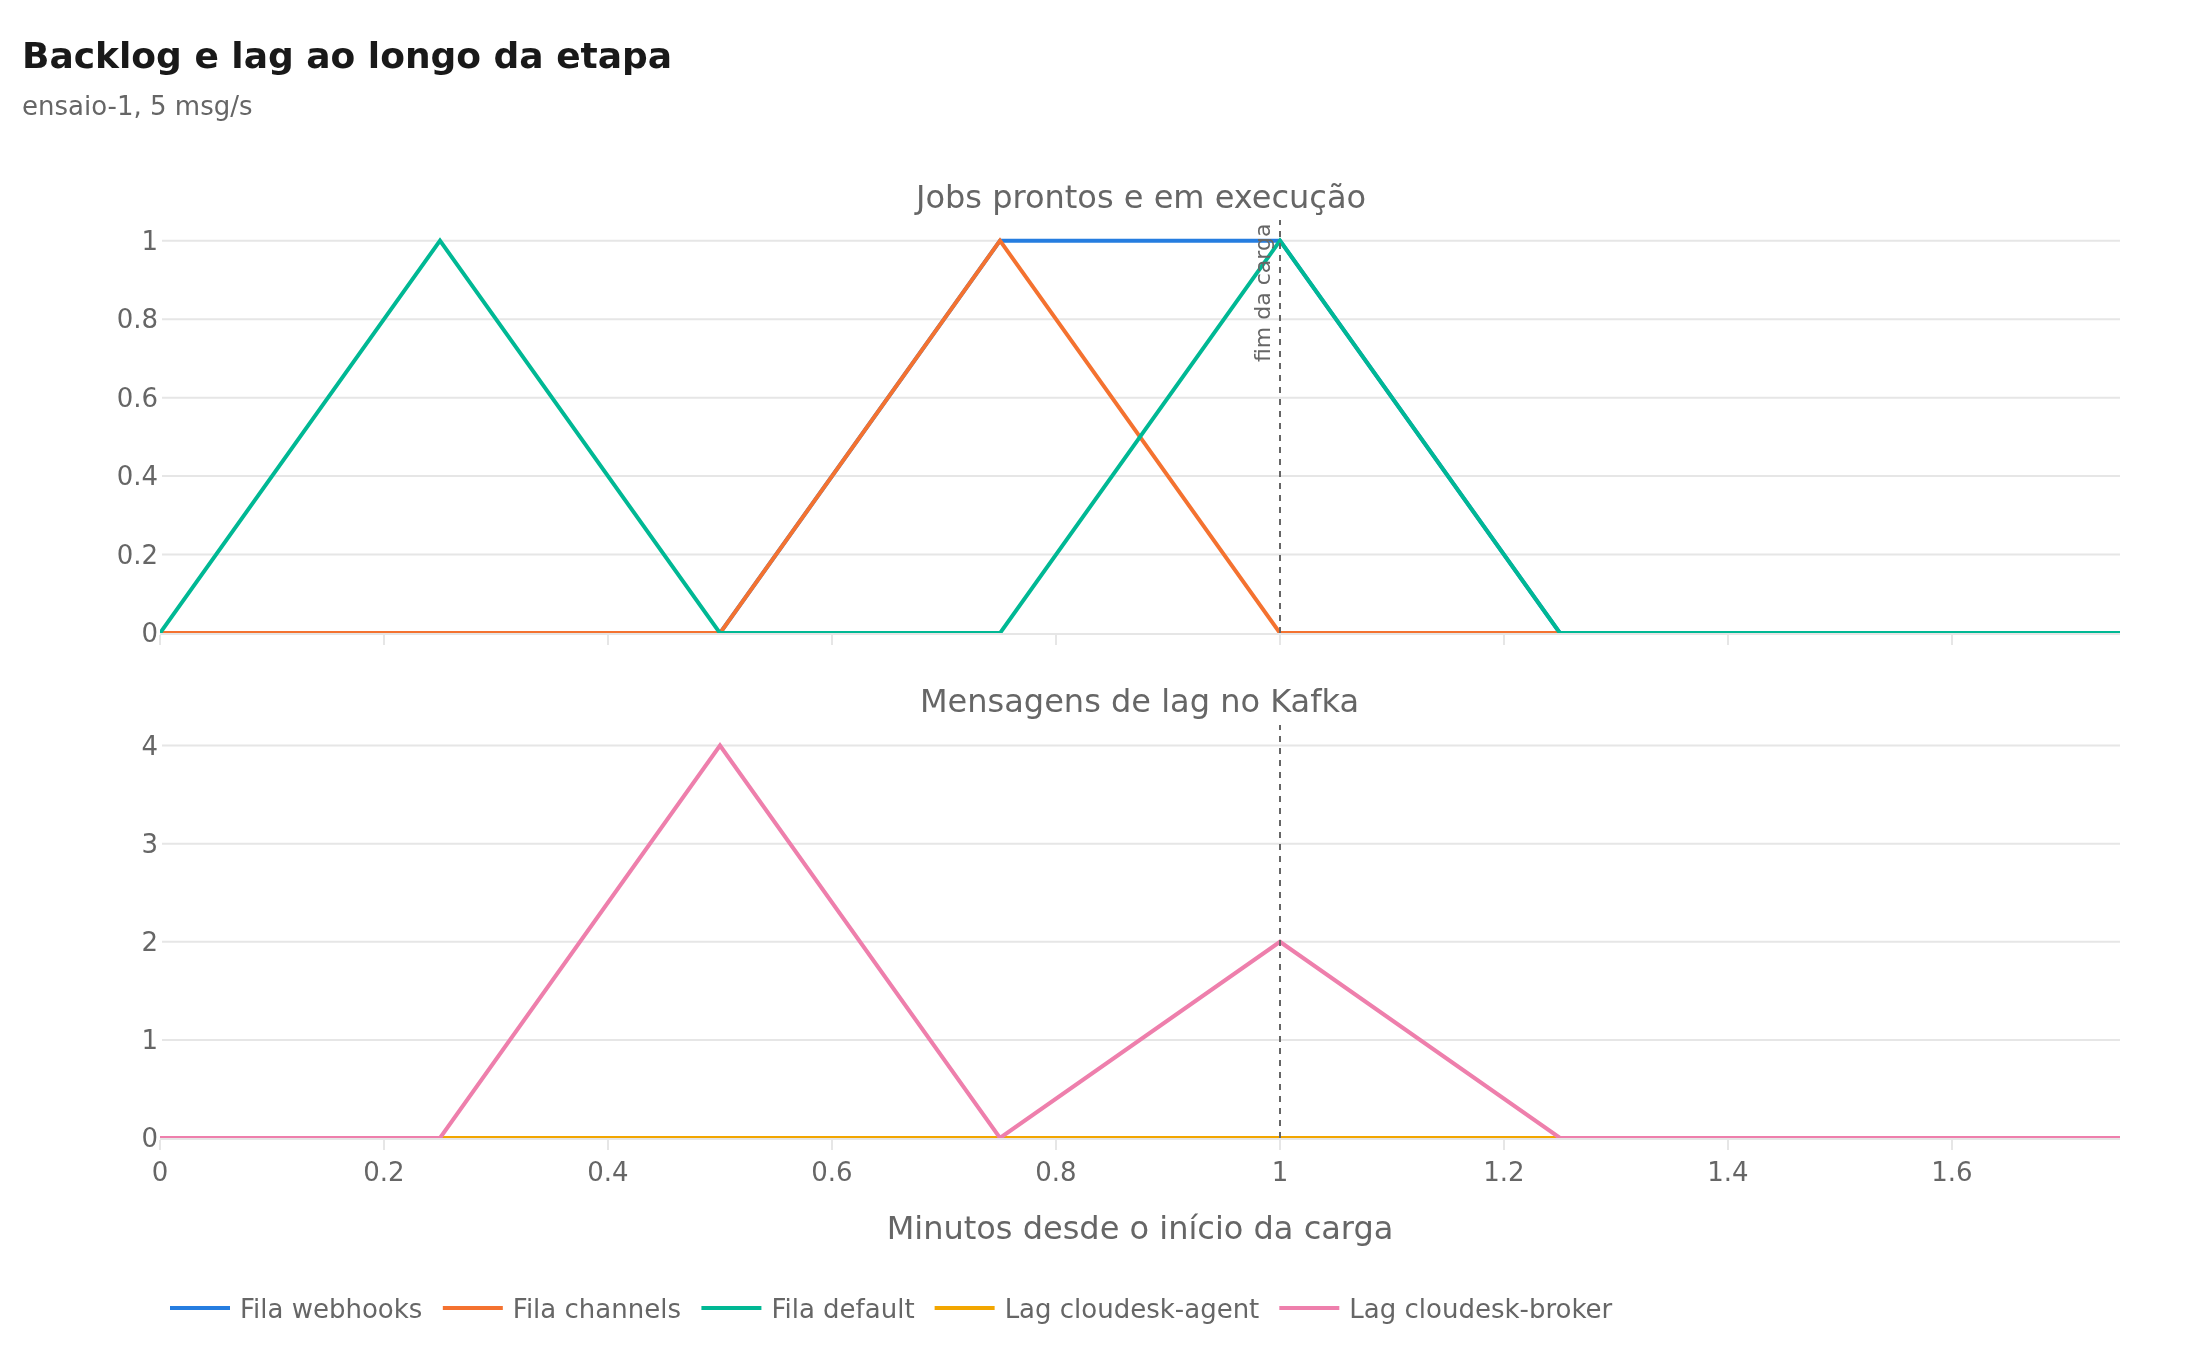 Backlog e lag ao longo da etapa
ensaio-1, 5 msg/s
Jobs prontos e em execução
1
0.8
0.6
0.4
0.2
0
fim da carga
Mensagens de lag no Kafka
4
3
2
1
0
0 0.2 0.4 0.6 0.8 1 1.2 1.4 1.6
Minutos desde o início da carga
Fila webhooks Fila channels Fila default Lag cloudesk-agent Lag cloudesk-broker